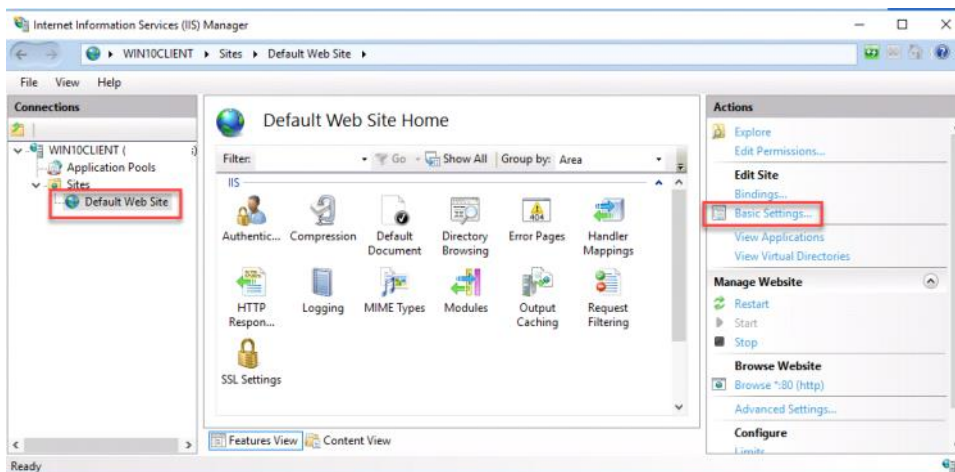 Internet Information Services (IIS) Manager
WIN10CLIENT Sites Default Web Site
File View Help
Connections
WIN10CLIENT (
Application Pools
Sites
Default Web Site
Default Web Site Home
Filter: Go Show All Group by: Area
IIS
Authentic... Compression Default Document Directory Browsing Error Pages Handler Mappings
HTTP Respon... Logging MIME Types Modules Output Caching Request Filtering
SSL Settings
Features View Content View
Actions
Explore
Edit Permissions...
Edit Site
Bindings...
Basic Settings...
View Applications
View Virtual Directories
Manage Website
Restart
Start
Stop
Browse Website
Browse *:80 (http)
Advanced Settings...
Configure
Limits...
Ready